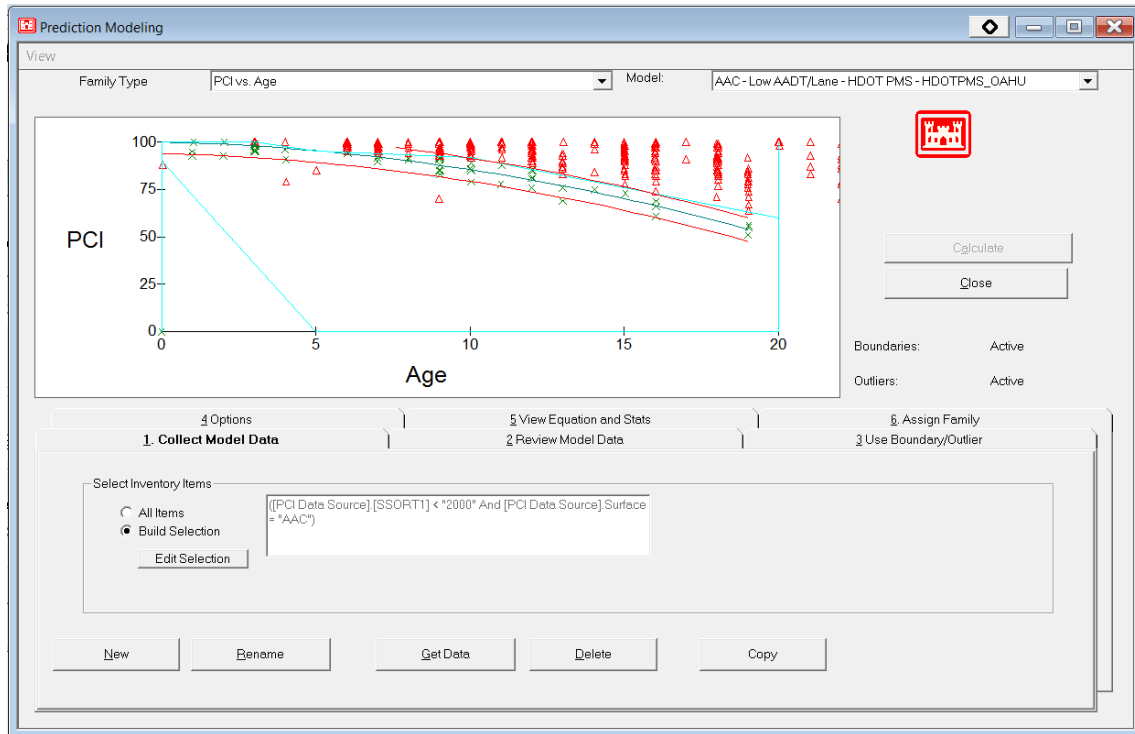 Prediction Modeling
View
Family Type PCI vs. Age Model: AAC - Low AADT/Lane - HDOT PMS - HDOTPMS_OAHU
100
75
PCI
50
25
0
0 5 10 15 20
Age
Calculate
Close
Boundaries: Active
Outliers: Active
4 Options 5 View Equation and Stats 6. Assign Family
1. Collect Model Data 2 Review Model Data 3 Use Boundary/Outlier
Select Inventory Items
All Items
Build Selection
Edit Selection
([PCI Data Source].[SSORT1] < "2000" And [PCI Data Source].Surface
= "AAC")
New Rename Get Data Delete Copy